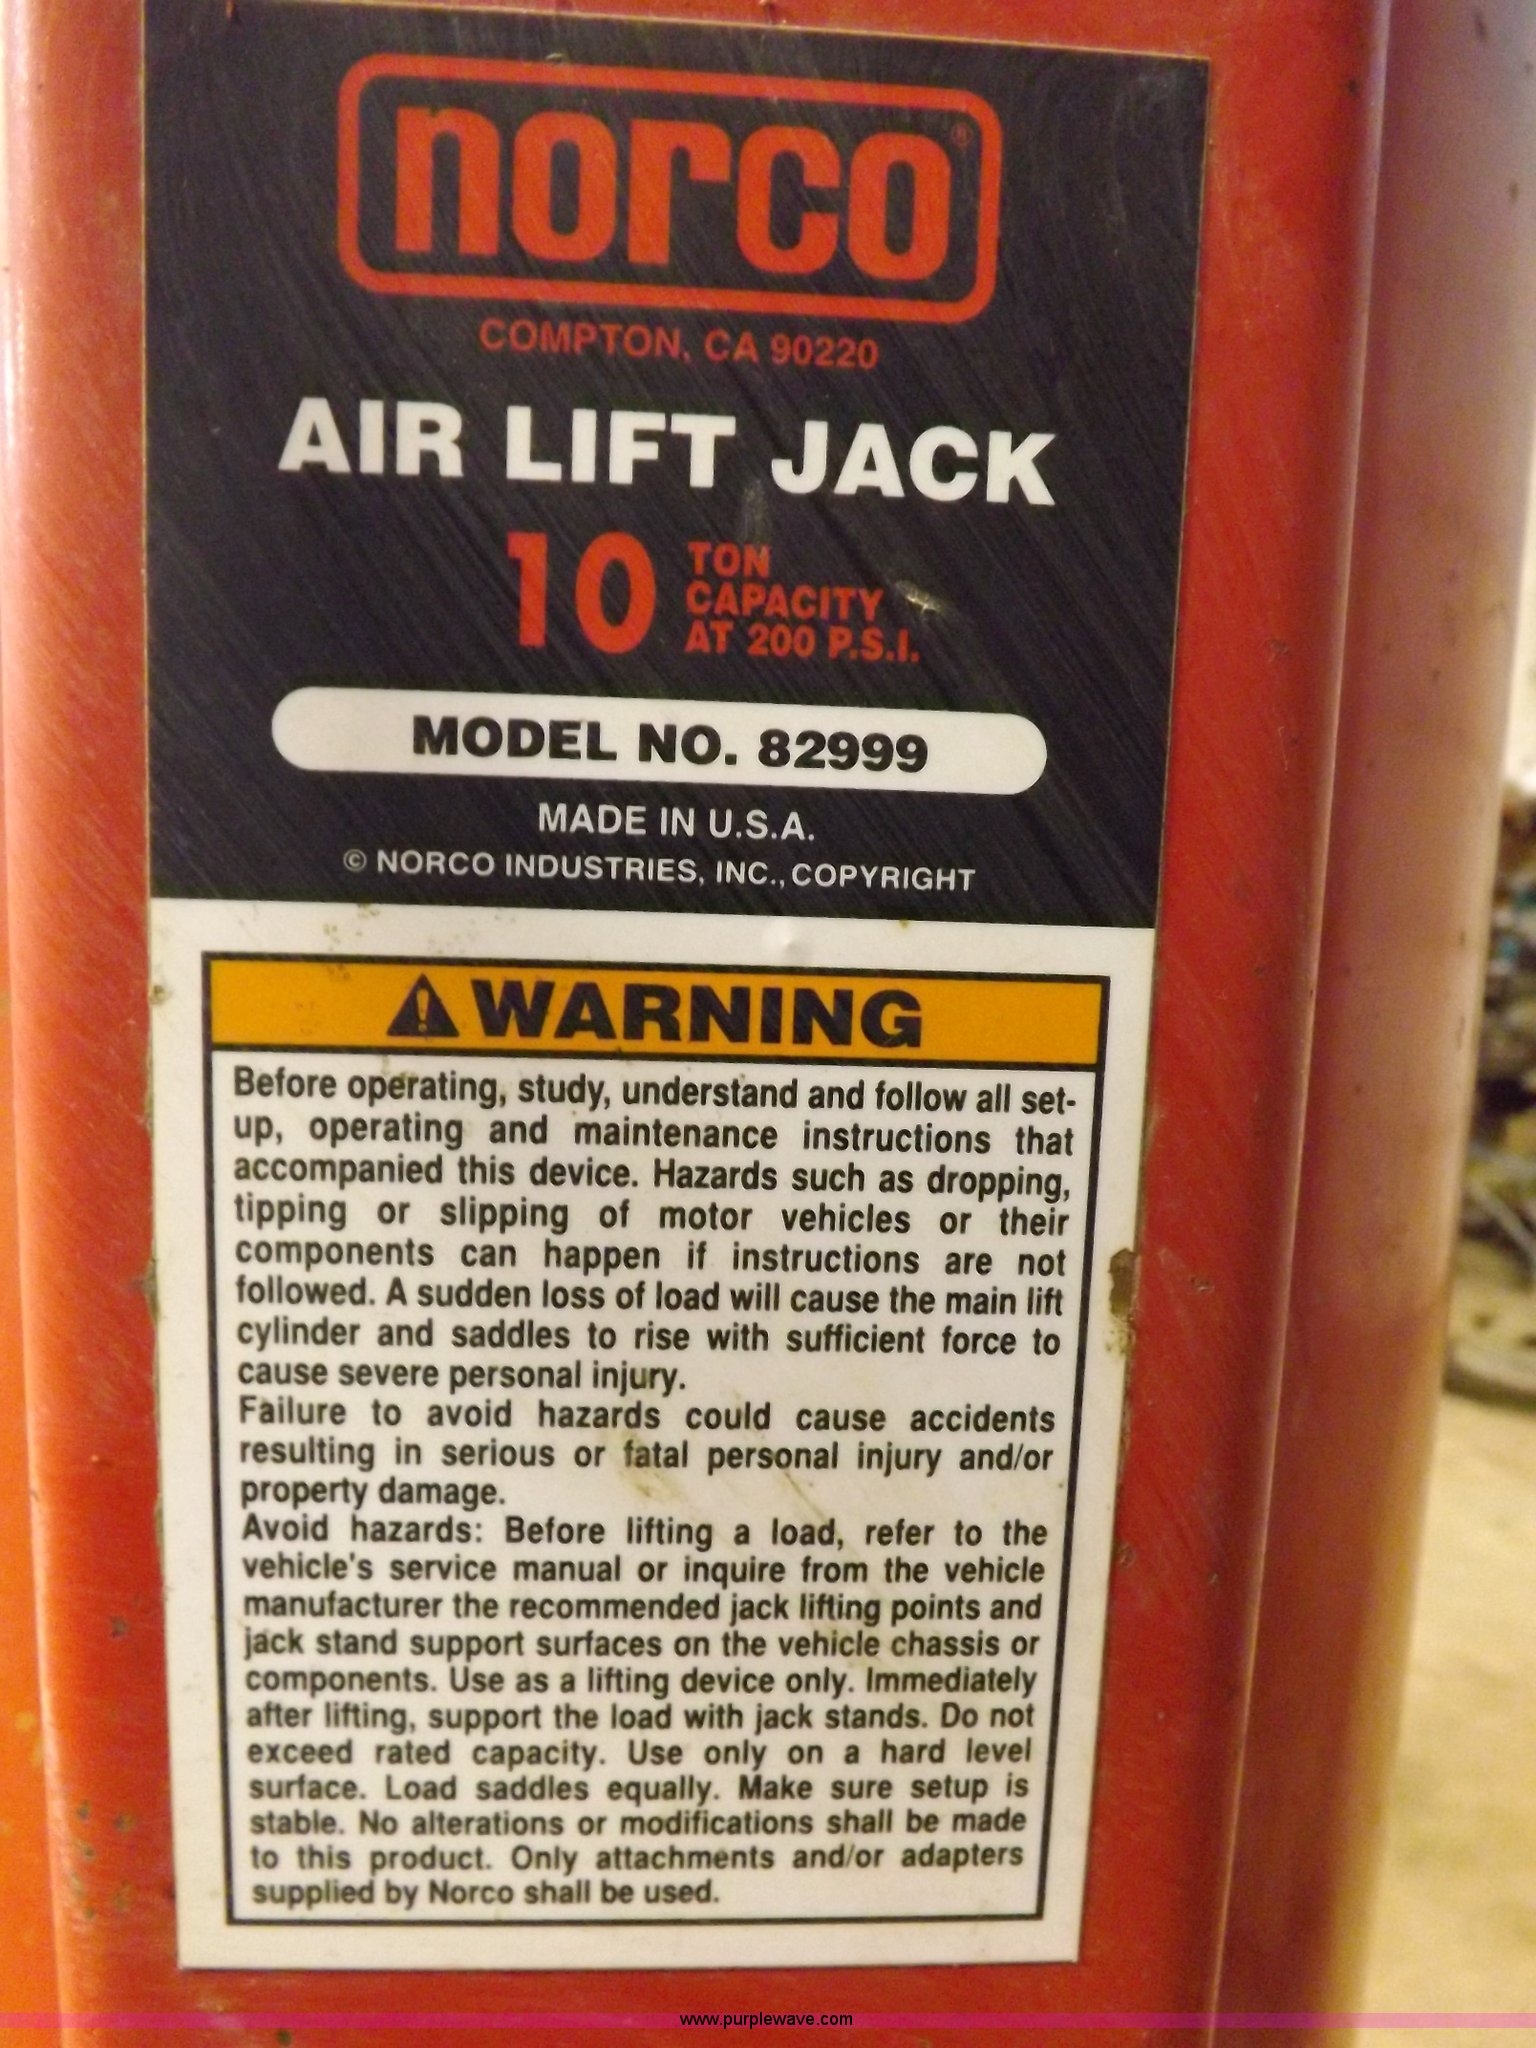 norco®
COMPTON, CA 90220
AIR LIFT JACK
10 TON
CAPACITY
AT 200 P.S.I.
MODEL NO. 82999
MADE IN U.S.A.
© NORCO INDUSTRIES, INC., COPYRIGHT
WARNING
Before operating, study, understand and follow all set-
up, operating and maintenance instructions that
accompanied this device. Hazards such as dropping,
tipping or slipping of motor vehicles or their
components can happen if instructions are not
followed. A sudden loss of load will cause the main lift
cylinder and saddles to rise with sufficient force to
cause severe personal injury.
Failure to avoid hazards could cause accidents
resulting in serious or fatal personal injury and/or
property damage.
Avoid hazards: Before lifting a load, refer to the
vehicle's service manual or inquire from the vehicle
manufacturer the recommended jack lifting points and
jack stand support surfaces on the vehicle chassis or
components. Use as a lifting device only. Immediately
after lifting, support the load with jack stands. Do not
exceed rated capacity. Use only on a hard level
surface. Load saddles equally. Make sure setup is
stable. No alterations or modifications shall be made
to this product. Only attachments and/or adapters
supplied by Norco shall be used.
www.purplewave.com